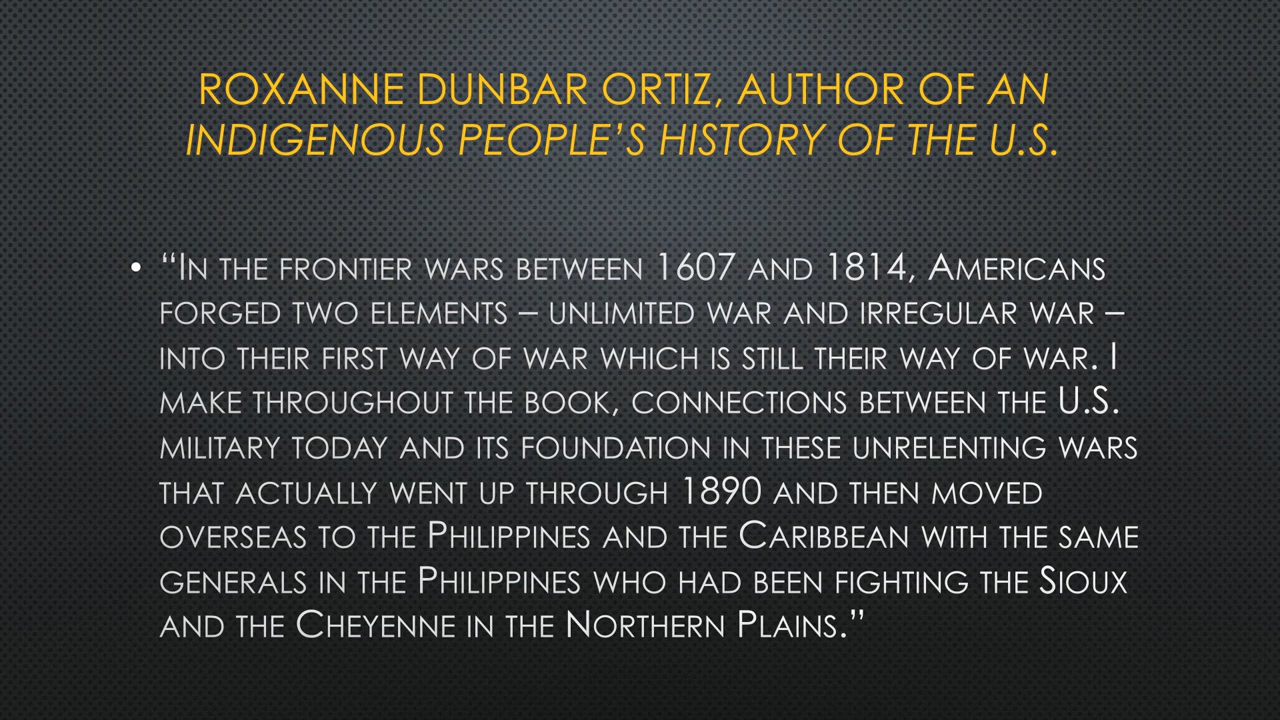 ROXANNE DUNBAR ORTIZ, AUTHOR OF AN
INDIGENOUS PEOPLE’S HISTORY OF THE U.S.
• “In the frontier wars between 1607 and 1814, Americans
forged two elements – unlimited war and irregular war –
into their first way of war which is still their way of war. I
make throughout the book, connections between the U.S.
military today and its foundation in these unrelenting wars
that actually went up through 1890 and then moved
overseas to the Philippines and the Caribbean with the same
generals in the Philippines who had been fighting the Sioux
and the Cheyenne in the Northern Plains.”